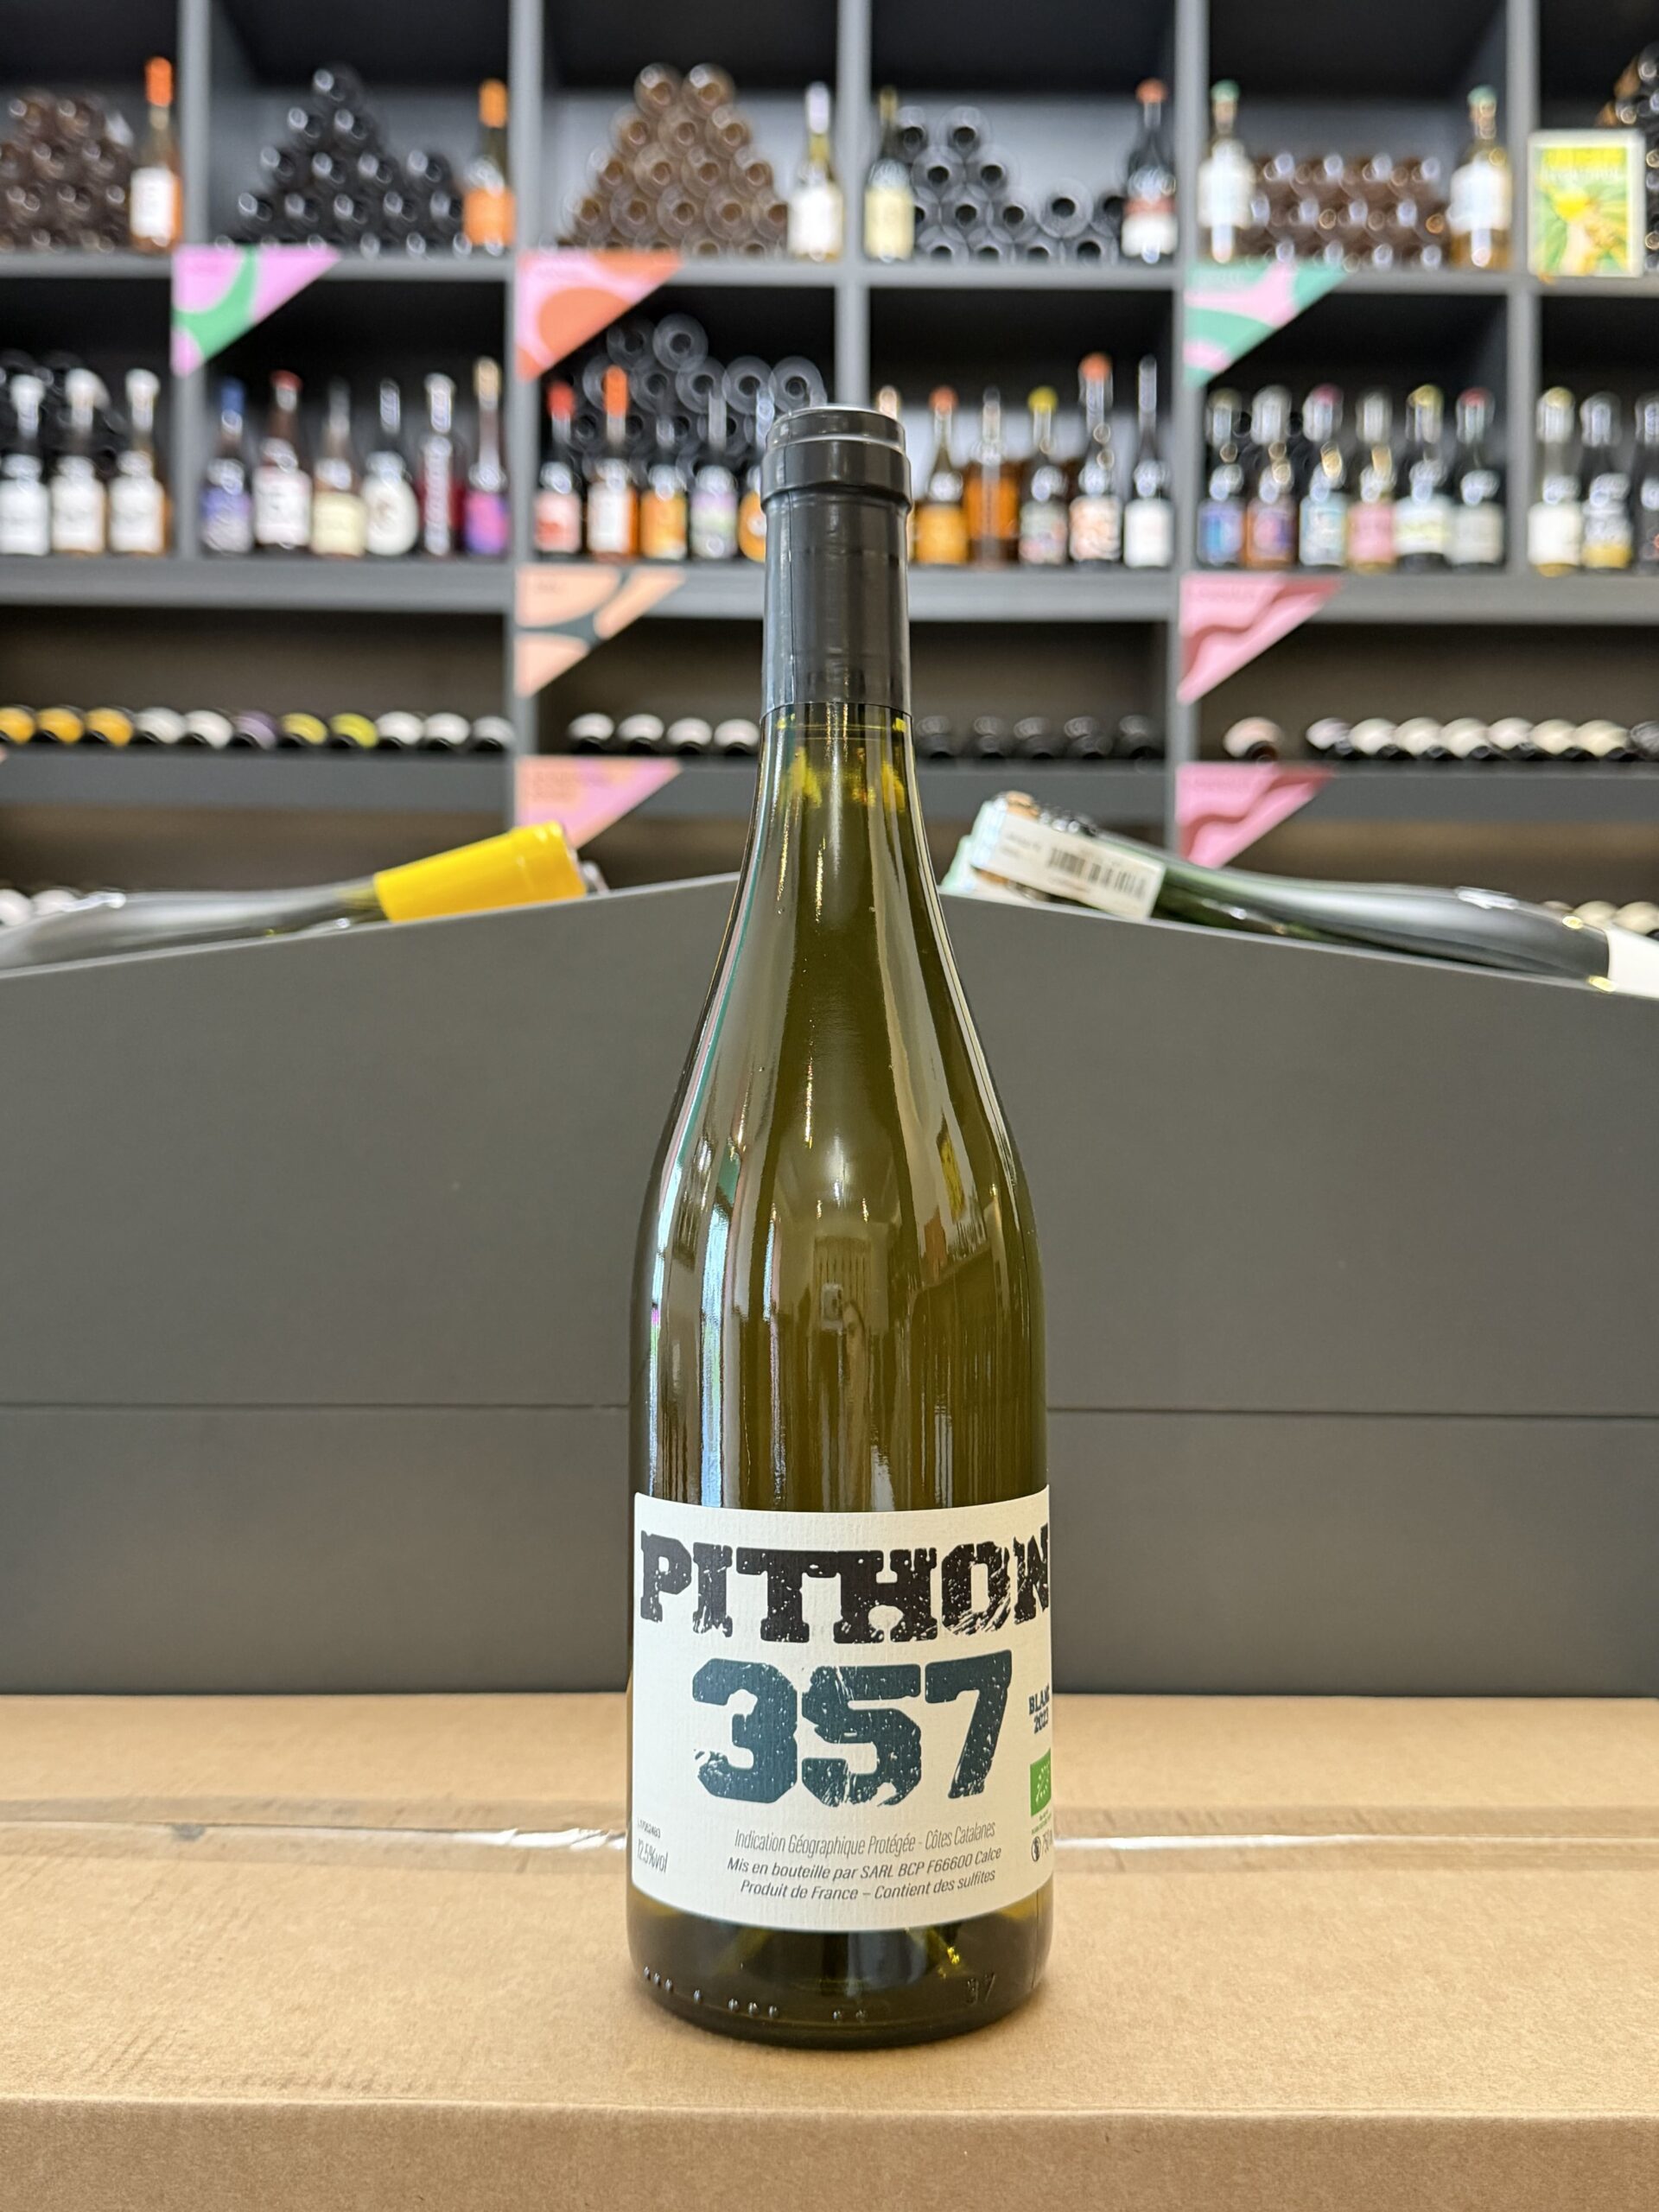 PITHON
357
BLANC
12.5%vol
Indication Géographique Protégée - Côtes Catalanes
Mis en bouteille par SARL BCP F66600 Calce
Produit de France – Contient des sulfites
37